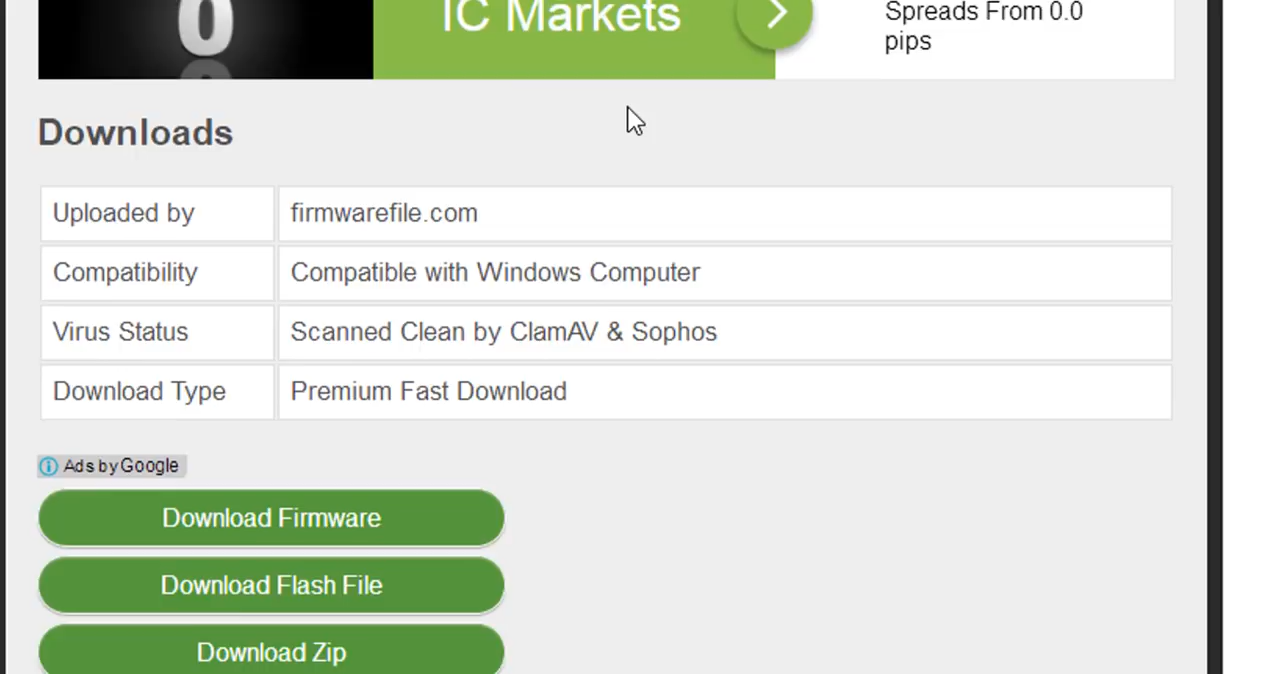 0
IC Markets
Spreads From 0.0
pips
Downloads
Uploaded by firmwarefile.com
Compatibility Compatible with Windows Computer
Virus Status Scanned Clean by ClamAV & Sophos
Download Type Premium Fast Download
Ads by Google
Download Firmware
Download Flash File
Download Zip